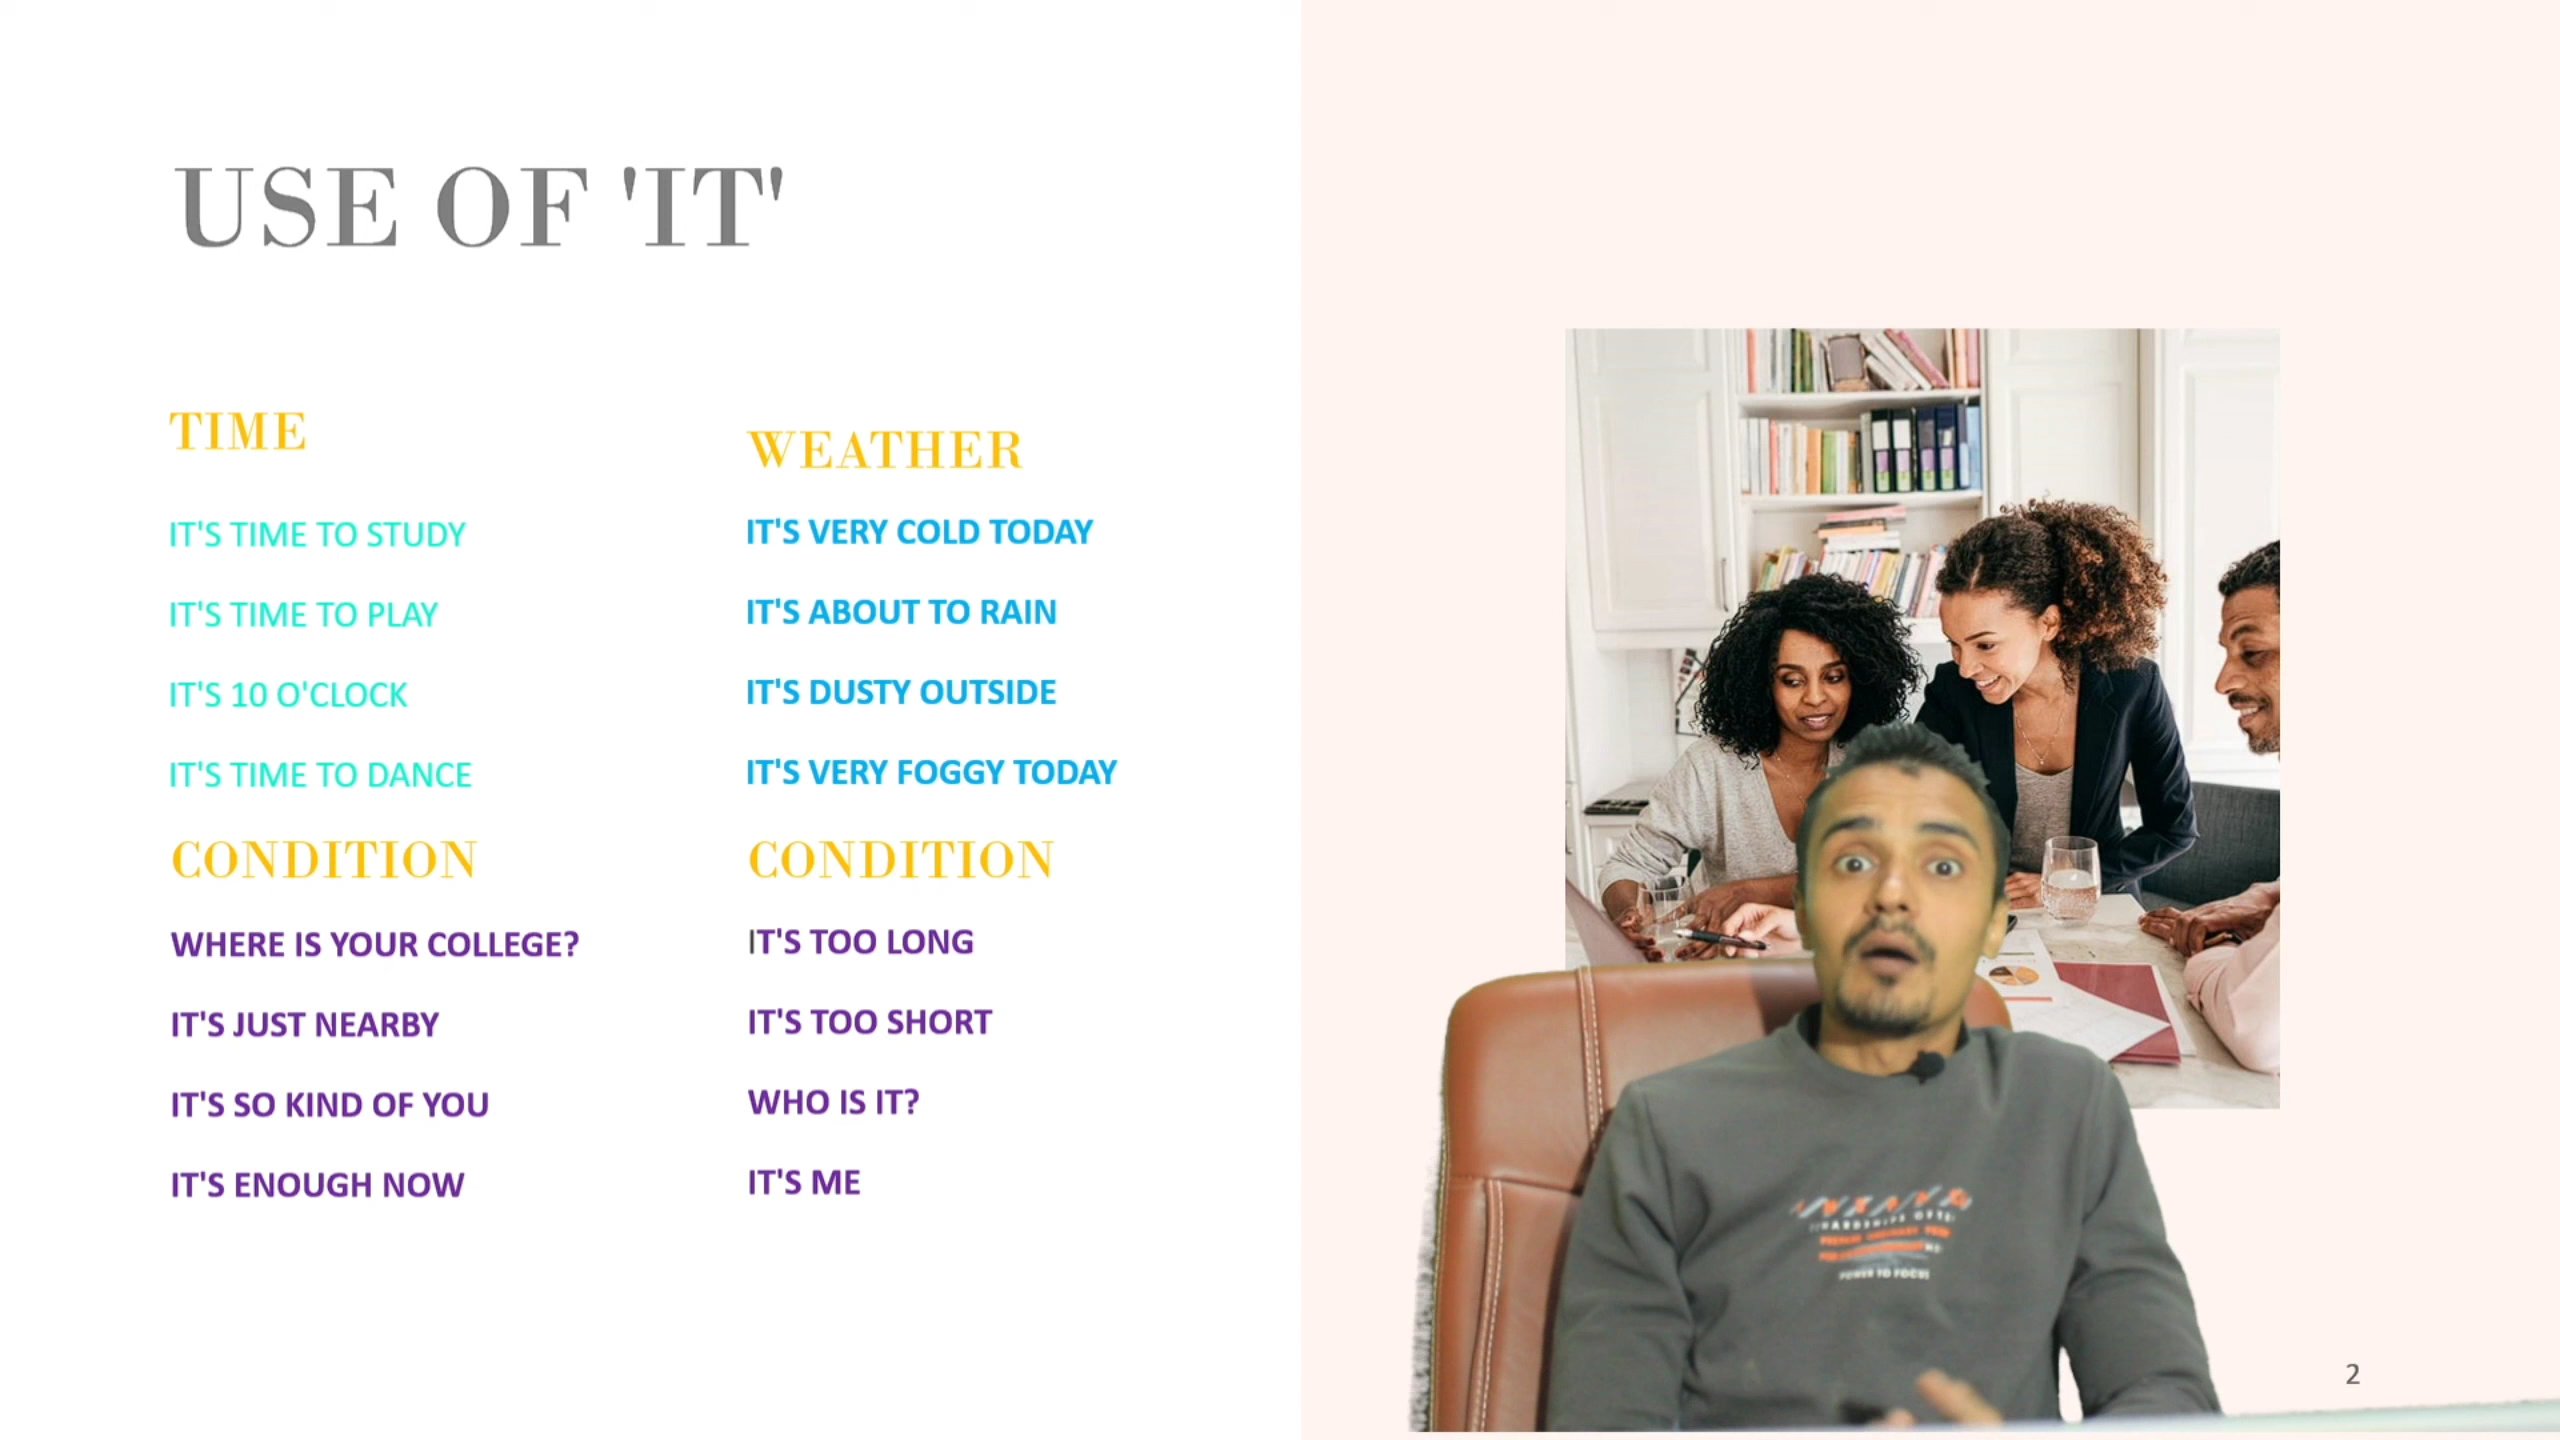 USE OF 'IT'
TIME
IT'S TIME TO STUDY
IT'S TIME TO PLAY
IT'S 10 O'CLOCK
IT'S TIME TO DANCE
WEATHER
IT'S VERY COLD TODAY
IT'S ABOUT TO RAIN
IT'S DUSTY OUTSIDE
IT'S VERY FOGGY TODAY
CONDITION
WHERE IS YOUR COLLEGE?
IT'S JUST NEARBY
IT'S SO KIND OF YOU
IT'S ENOUGH NOW
CONDITION
IT'S TOO LONG
IT'S TOO SHORT
WHO IS IT?
IT'S ME
POWER TO FOCUS
2